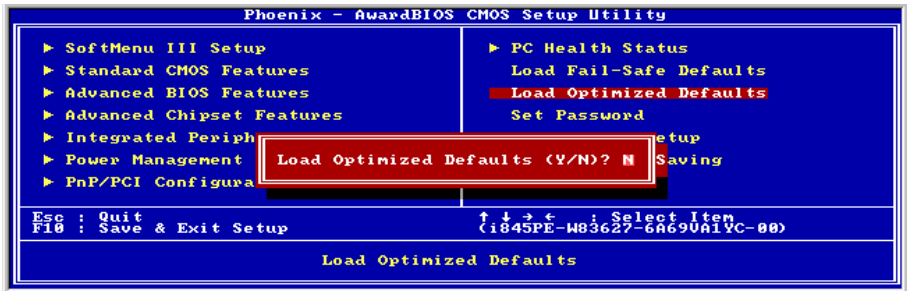 Phoenix - AwardBIOS CMOS Setup Utility
▶ SoftMenu III Setup
▶ Standard CMOS Features
▶ Advanced BIOS Features
▶ Advanced Chipset Features
▶ Integrated Periph
▶ Power Management
▶ PnP/PCI Configura
▶ PC Health Status
Load Fail-Safe Defaults
Load Optimized Defaults
Set Password
etup
Saving
Load Optimized Defaults (Y/N)? N
Esc : Quit
F10 : Save & Exit Setup
↑ ↓ → ← : Select Item
(i845PE-W83627-6A69VA1YC-00)
Load Optimized Defaults